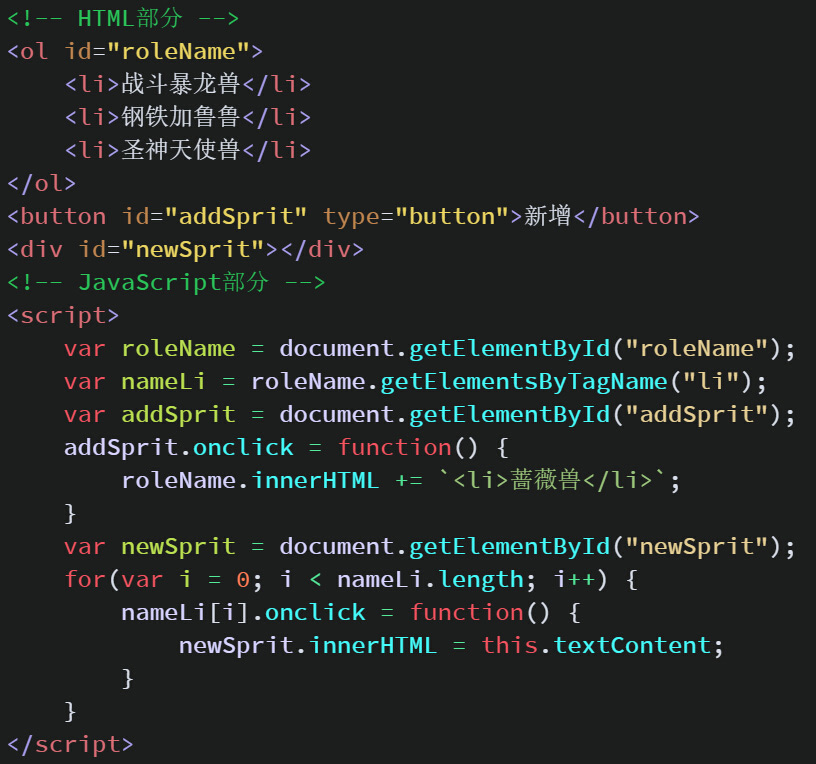 <!-- HTML部分 -->
<ol id="roleName">
    <li>战斗暴龙兽</li>
    <li>钢铁加鲁鲁</li>
    <li>圣神天使兽</li>
</ol>
<button id="addSprit" type="button">新增</button>
<div id="newSprit"></div>
<!-- JavaScript部分 -->
<script>
    var roleName = document.getElementById("roleName");
    var nameLi = roleName.getElementsByTagName("li");
    var addSprit = document.getElementById("addSprit");
    addSprit.onclick = function() {
        roleName.innerHTML += `<li>蔷薇兽</li>`;
    }
    var newSprit = document.getElementById("newSprit");
    for(var i = 0; i < nameLi.length; i++) {
        nameLi[i].onclick = function() {
            newSprit.innerHTML = this.textContent;
        }
    }
</script>